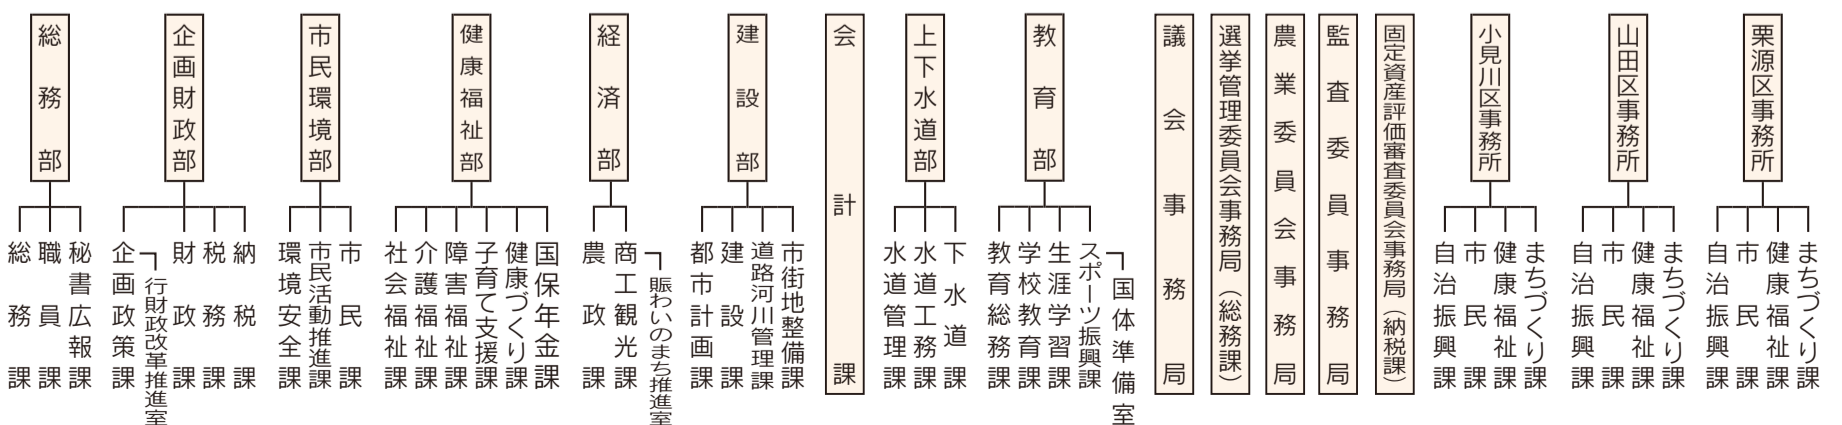 総務部
総務課
職員課
秘書広報課
企画財政部
企画政策課
行財政改革推進室
財政課
税務課
納税課
市民環境部
環境安全課
市民活動推進課
市民課
健康福祉部
社会福祉課
介護福祉課
障害福祉課
子育て支援課
健康づくり課
国保年金課
経済部
農政課
商工観光課
賑わいのまち推進室
建設部
都市計画課
建設課
道路河川管理課
市街地整備課
会計課
上下水道部
水道管理課
水道工務課
下水道課
教育部
教育総務課
学校教育課
生涯学習課
スポーツ振興課
国体準備室
議会事務局
選挙管理委員会事務局（総務課）
農業委員会事務局
監査委員事務局
固定資産評価審査委員会事務局（納税課）
小見川区事務所
自治振興課
市民課
健康福祉課
まちづくり課
山田区事務所
自治振興課
市民課
健康福祉課
まちづくり課
栗源区事務所
自治振興課
市民課
健康福祉課
まちづくり課